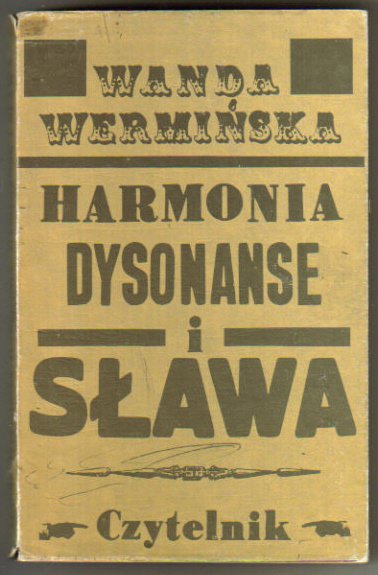 WANDA
WERMIŃSKA
HARMONIA
DYSONANSE
i
SŁAWA
Czytelnik